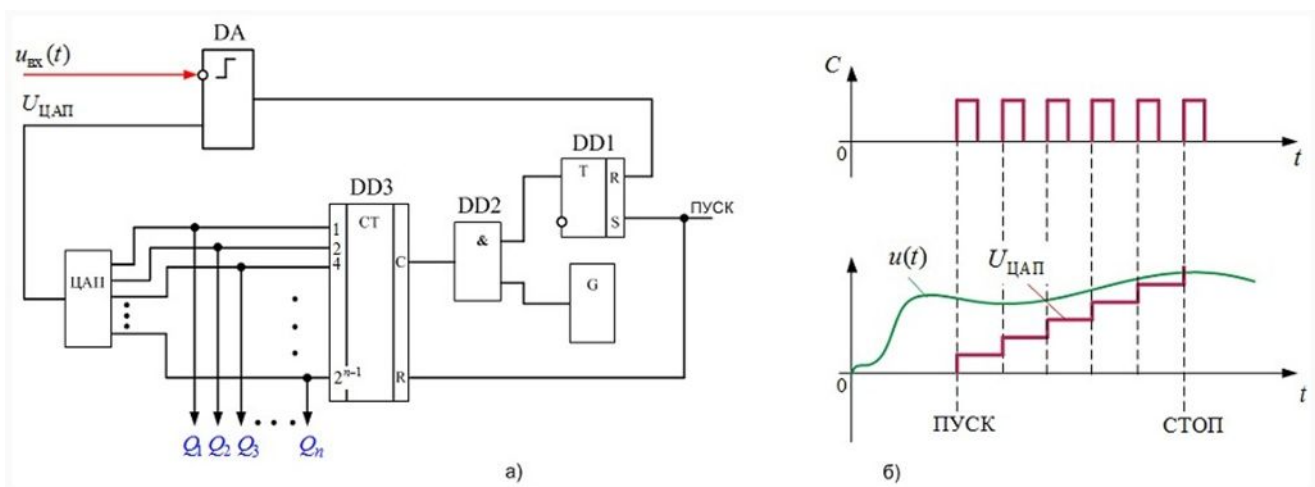 DA
u_вх(t)
U_ЦАП
DD1
T
R
S
ПУСК
DD3
DD2
1
CT
&
2
4
C
ЦАП
G
2^n-1
R
Q1 Q2 Q3 Qn
а)
C
0
t
u(t)
U_ЦАП
0
t
ПУСК
СТОП
б)